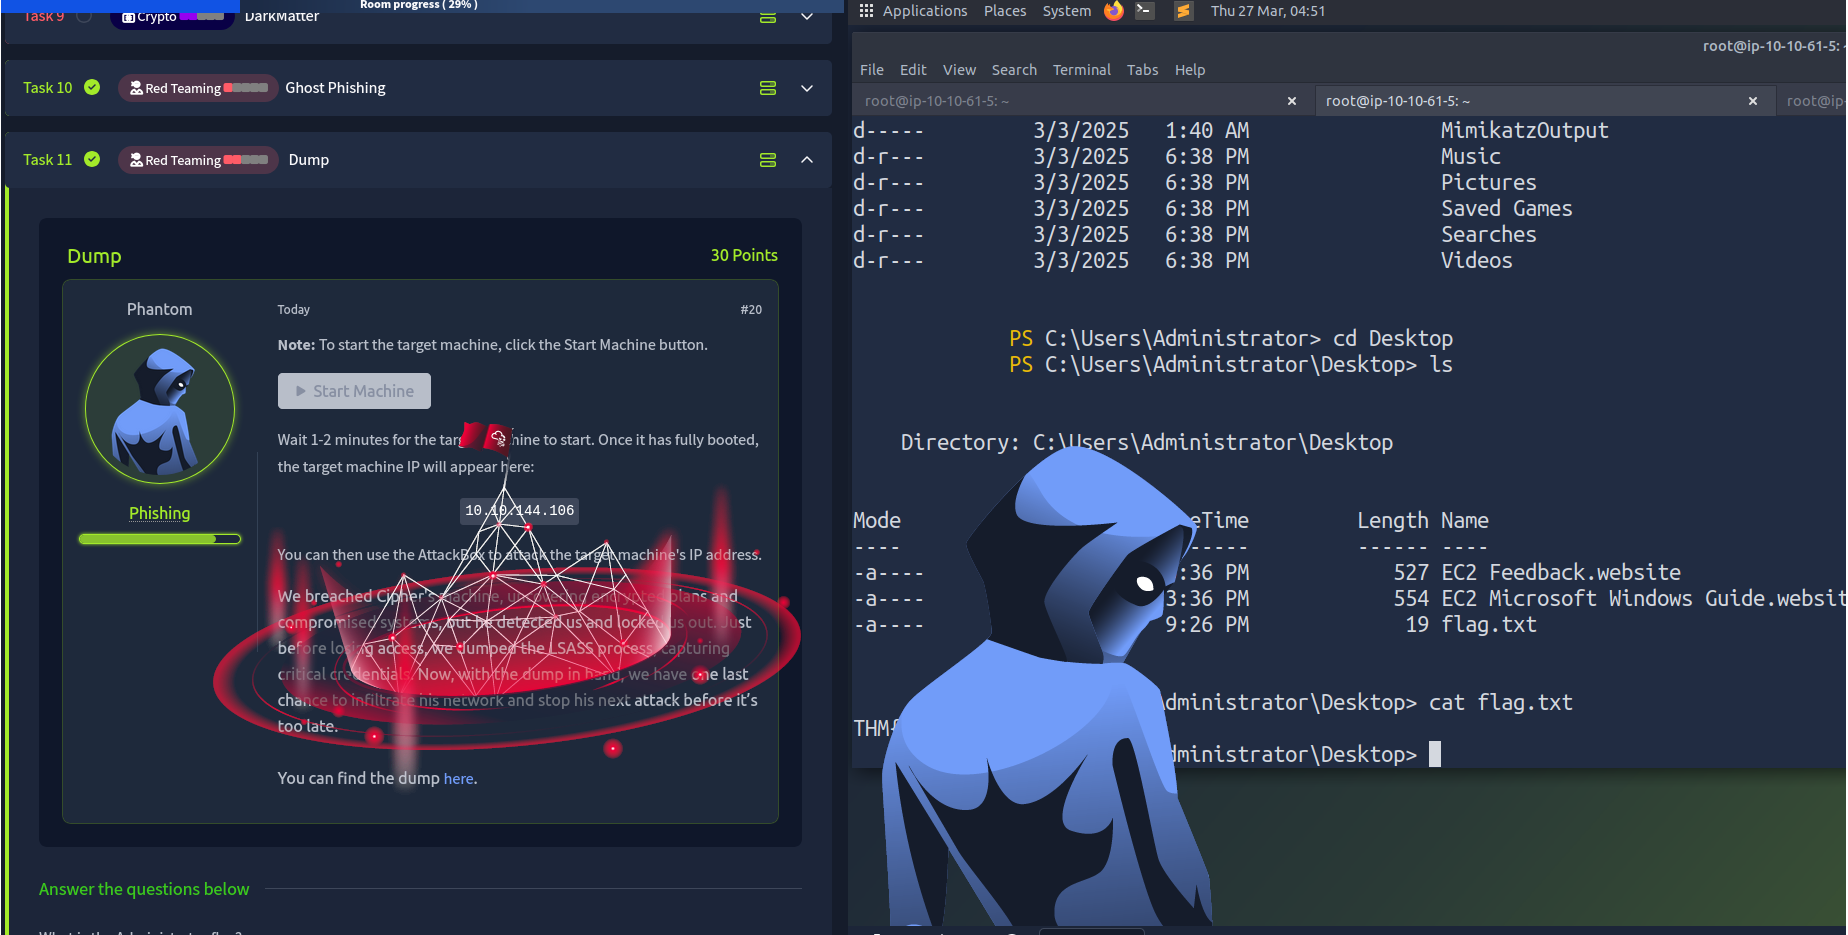 Room progress ( 29% )
Task 9 Crypto DarkMatter
Task 10 Red Teaming Ghost Phishing
Task 11 Red Teaming Dump
Dump 30 Points
Phantom
Phishing
Today #20
Note: To start the target machine, click the Start Machine button.
Start Machine
Wait 1-2 minutes for the to start. Once it has fully booted,
the target machine IP will appear here:
10.10.144.106
You can then use the AttackBox to attack the target machine's IP address.
We breached Cipher's machine, uncovering encrypted plans and
compromised systems, but he detected us and locked us out. Just
before losing access, we dumped the LSASS process, capturing
critical credentials. Now, with the dump in hand, we have one last
chance to infiltrate his network and stop his next attack before it's
too late.
You can find the dump here.
Answer the questions below
Applications Places System Thu 27 Mar, 04:51
root@ip-10-10-61-5: ~
File Edit View Search Terminal Tabs Help
root@ip-10-10-61-5: ~ × root@ip-10-10-61-5: ~ × root@ip-10-
d----- 3/3/2025 1:40 AM MimikatzOutput
d-r--- 3/3/2025 6:38 PM Music
d-r--- 3/3/2025 6:38 PM Pictures
d-r--- 3/3/2025 6:38 PM Saved Games
d-r--- 3/3/2025 6:38 PM Searches
d-r--- 3/3/2025 6:38 PM Videos
PS C:\Users\Administrator> cd Desktop
PS C:\Users\Administrator\Desktop> ls
Directory: C:\Users\Administrator\Desktop
Mode eTime Length Name
---- ----- ------ ----
-a---- :36 PM 527 EC2 Feedback.website
-a---- 3:36 PM 554 EC2 Microsoft Windows Guide.websit
-a---- 9:26 PM 19 flag.txt
dministrator\Desktop> cat flag.txt
THM{
dministrator\Desktop>